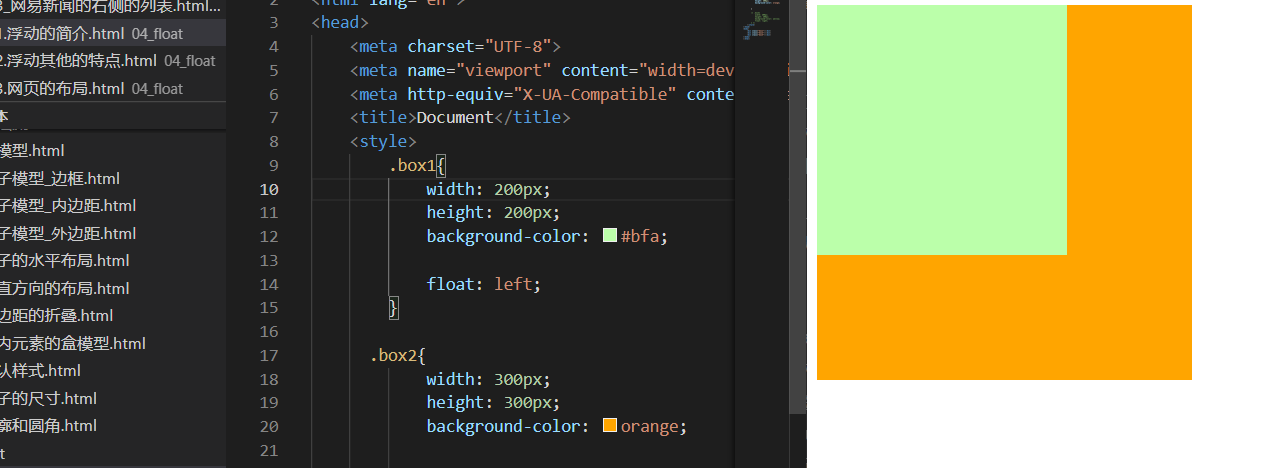 3_网易新闻的右侧的列表.html...
1.浮动的简介.html 04_float
2.浮动其他的特点.html 04_float
3.网页的布局.html 04_float
本
模型.html
子模型_边框.html
子模型_内边距.html
子模型_外边距.html
子的水平布局.html
直方向的布局.html
边距的折叠.html
内元素的盒模型.html
认样式.html
子的尺寸.html
廓和圆角.html
t
2 <html lang="en">
3 <head>
4 <meta charset="UTF-8">
5 <meta name="viewport" content="width=dev
6 <meta http-equiv="X-UA-Compatible" conte
7 <title>Document</title>
8 <style>
9 .box1{
10 width: 200px;
11 height: 200px;
12 background-color: #bfa;
13
14 float: left;
15 }
16
17 .box2{
18 width: 300px;
19 height: 300px;
20 background-color: orange;
21